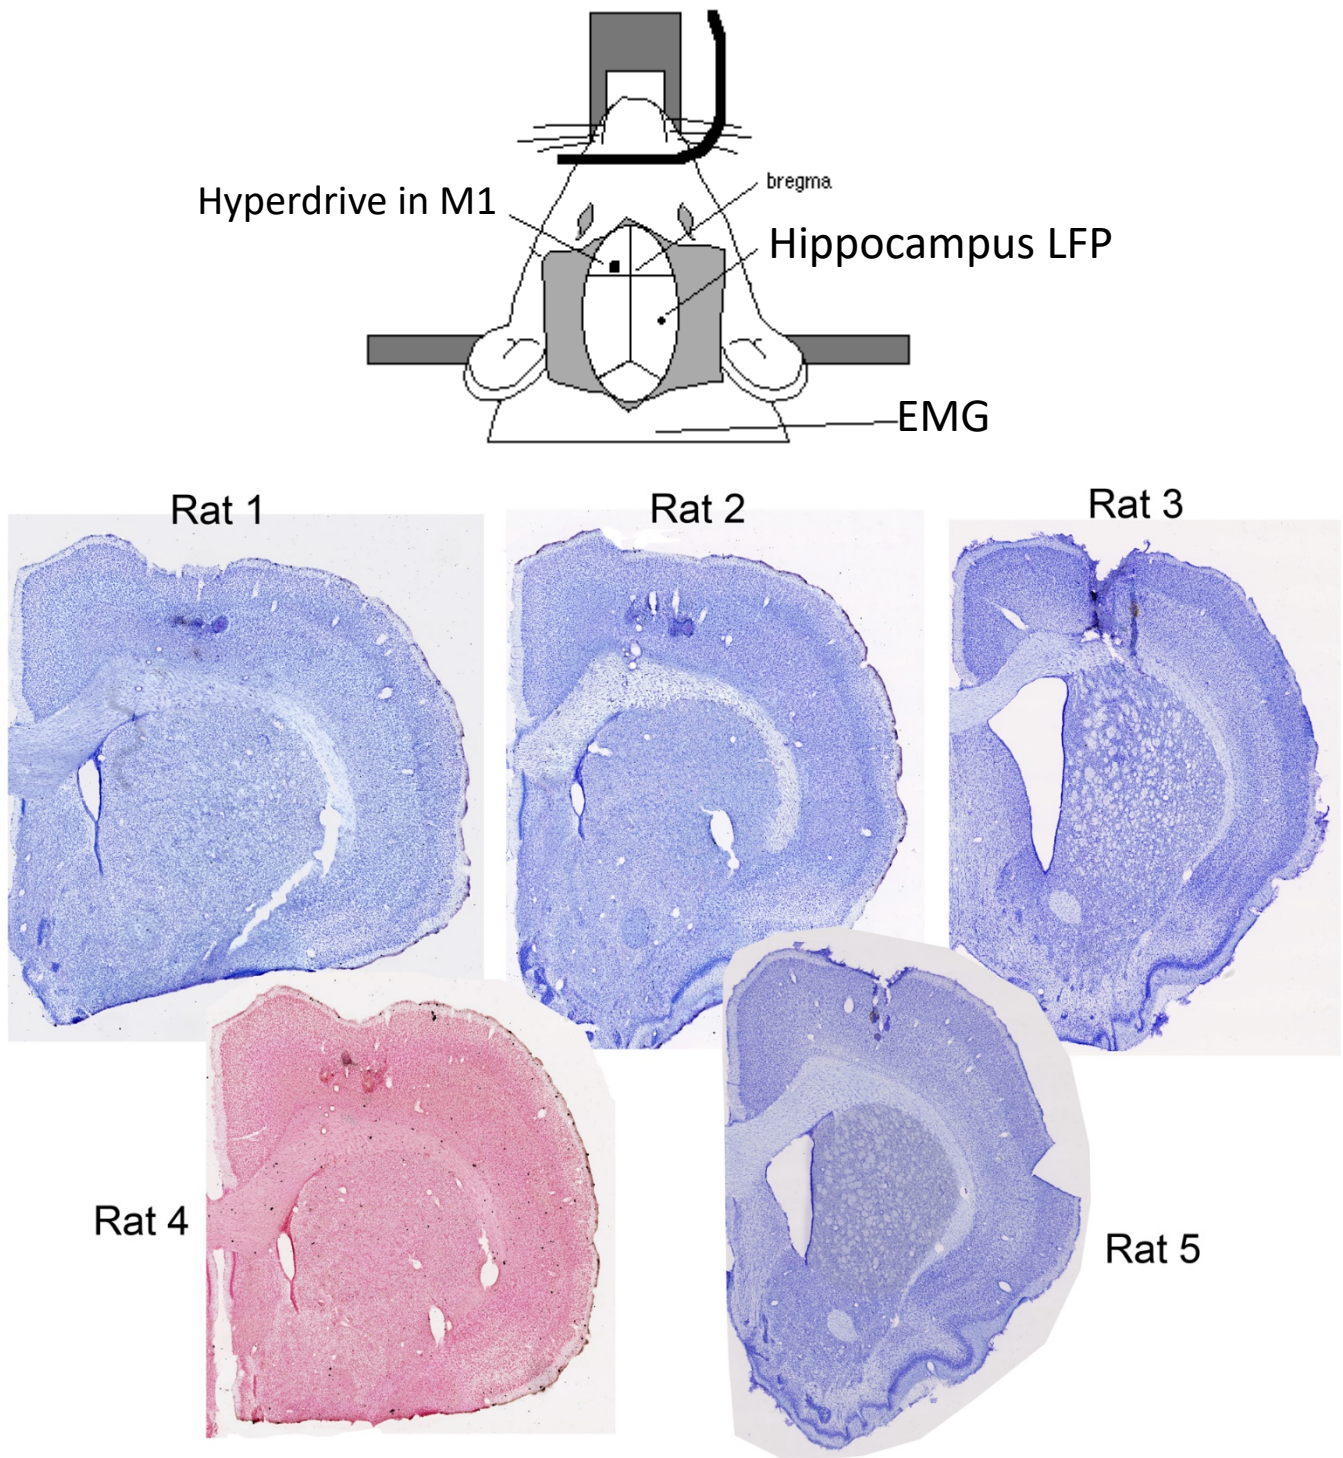 Hyperdrive in M1
bregma
Hippocampus LFP
EMG
Rat 1
Rat 2
Rat 3
Rat 4
Rat 5